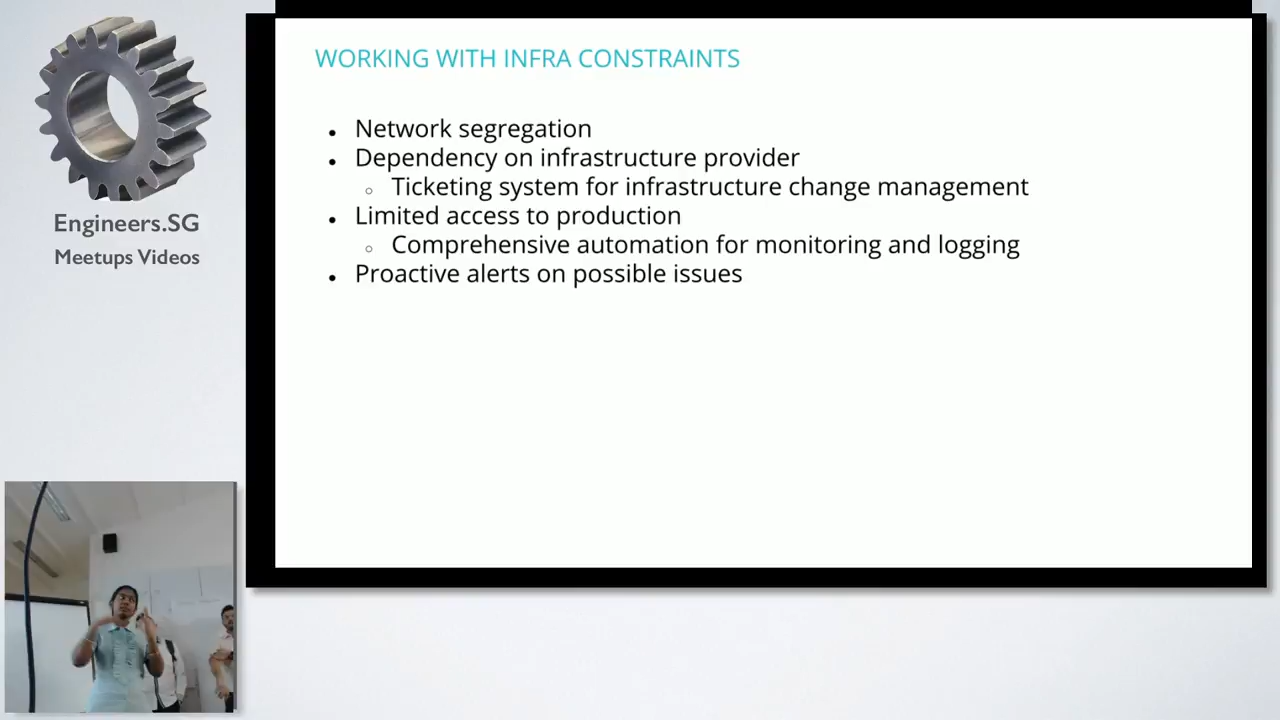 WORKING WITH INFRA CONSTRAINTS
● Network segregation
● Dependency on infrastructure provider
○ Ticketing system for infrastructure change management
● Limited access to production
○ Comprehensive automation for monitoring and logging
● Proactive alerts on possible issues
Engineers.SG
Meetups Videos